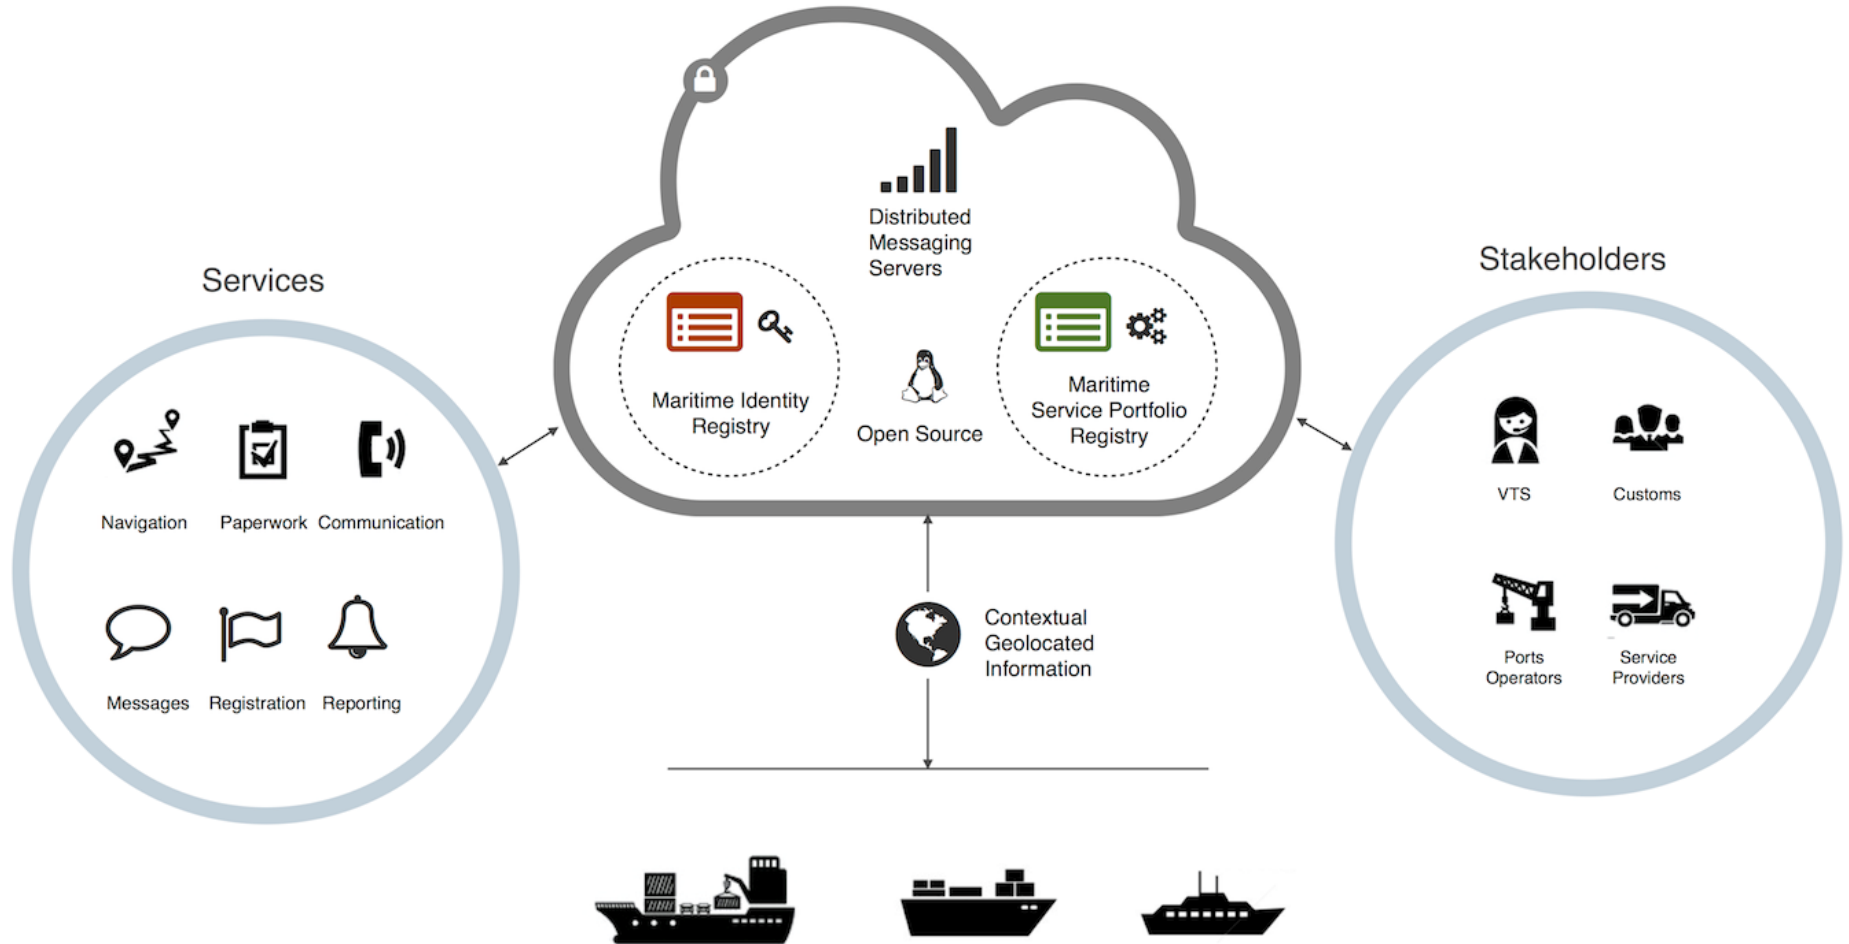 Distributed
Messaging
Servers
Services
Stakeholders
Maritime Identity
Registry
Open Source
Maritime
Service Portfolio
Registry
Navigation
Paperwork
Communication
VTS
Customs
Messages
Registration
Reporting
Contextual
Geolocated
Information
Ports
Operators
Service
Providers